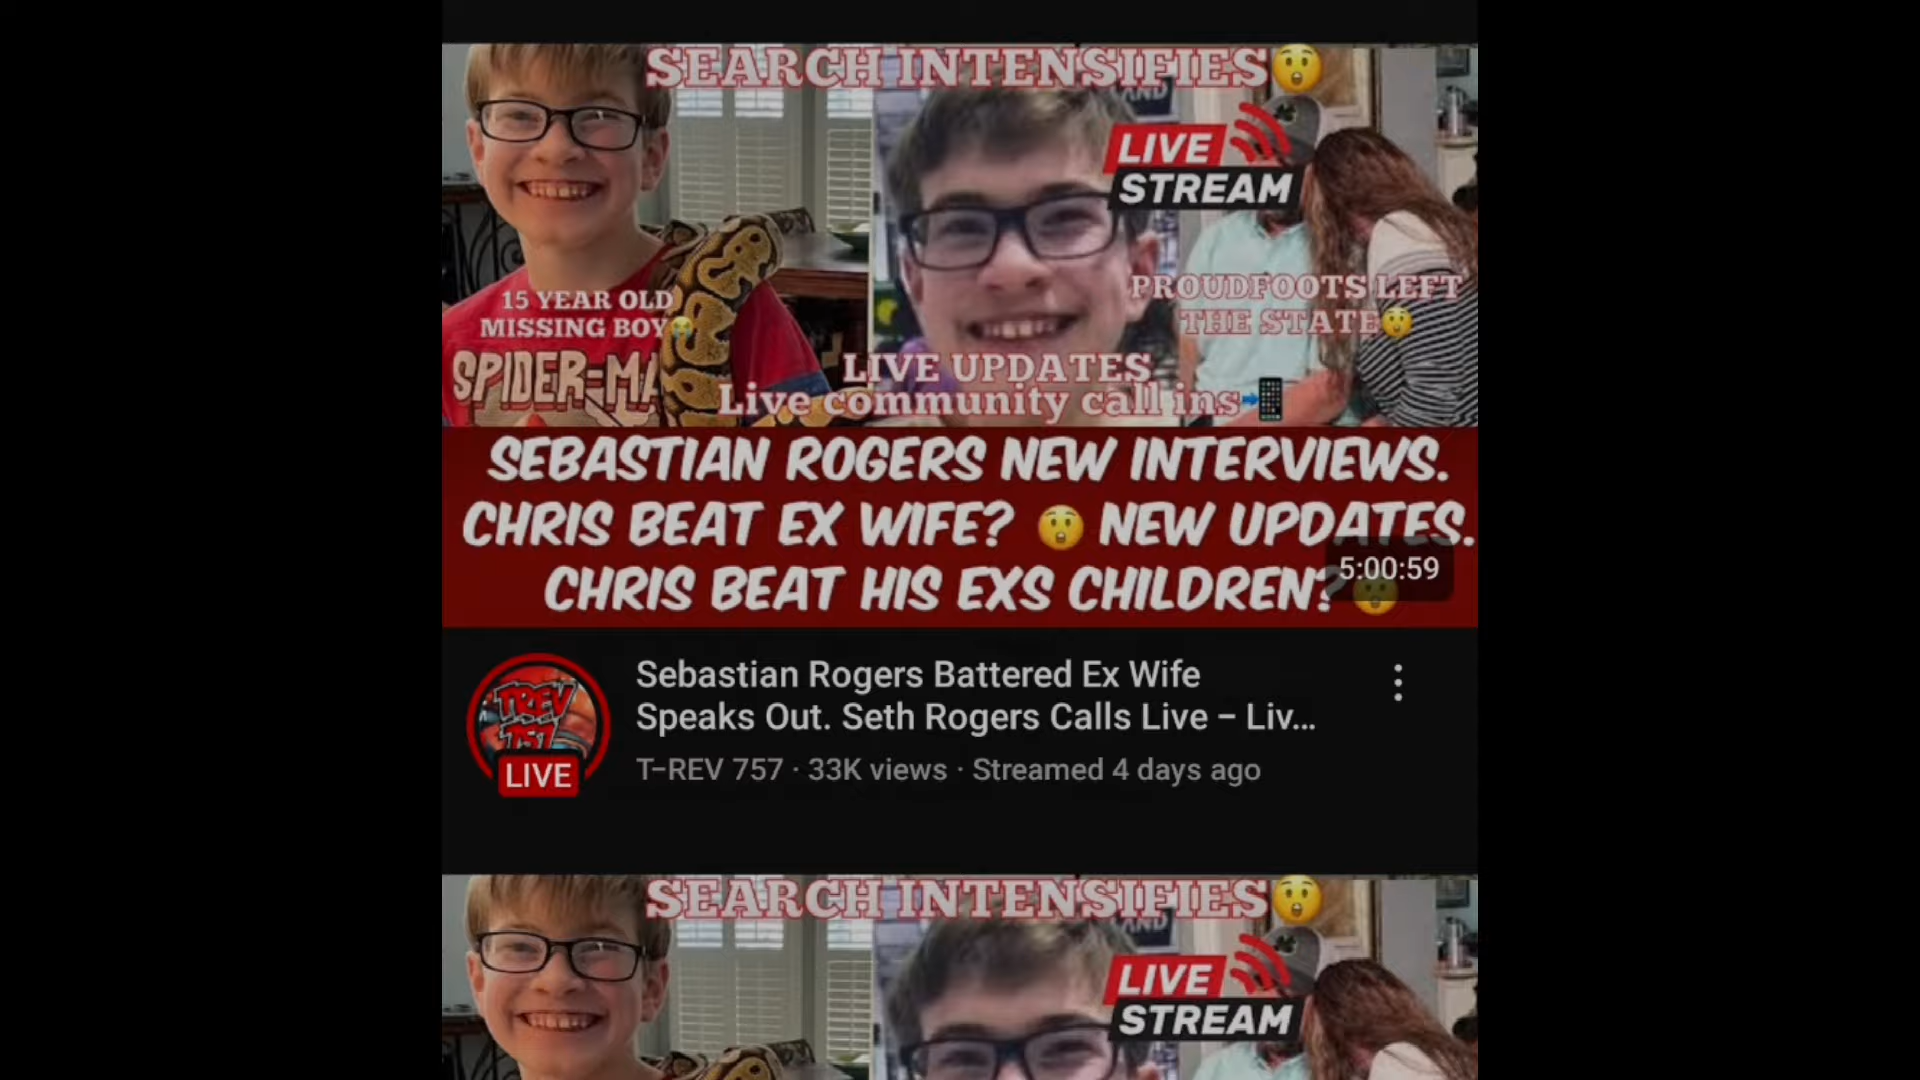 SEARCH INTENSIFIES😲
LAND
LIVE
STREAM
15 YEAR OLD
MISSING BOY😭
SPIDER-MA
PROUDFOOTS LEFT
THE STATE😲
LIVE UPDATES
Live community call ins📲
SEBASTIAN ROGERS NEW INTERVIEWS.
CHRIS BEAT EX WIFE? 😲 NEW UPDATES.
CHRIS BEAT HIS EXS CHILDREN? 😲
5:00:59
TREV
757
LIVE
Sebastian Rogers Battered Ex Wife
Speaks Out. Seth Rogers Calls Live – Liv...
T-REV 757 · 33K views · Streamed 4 days ago
SEARCH INTENSIFIES😲
LAND
LIVE
STREAM